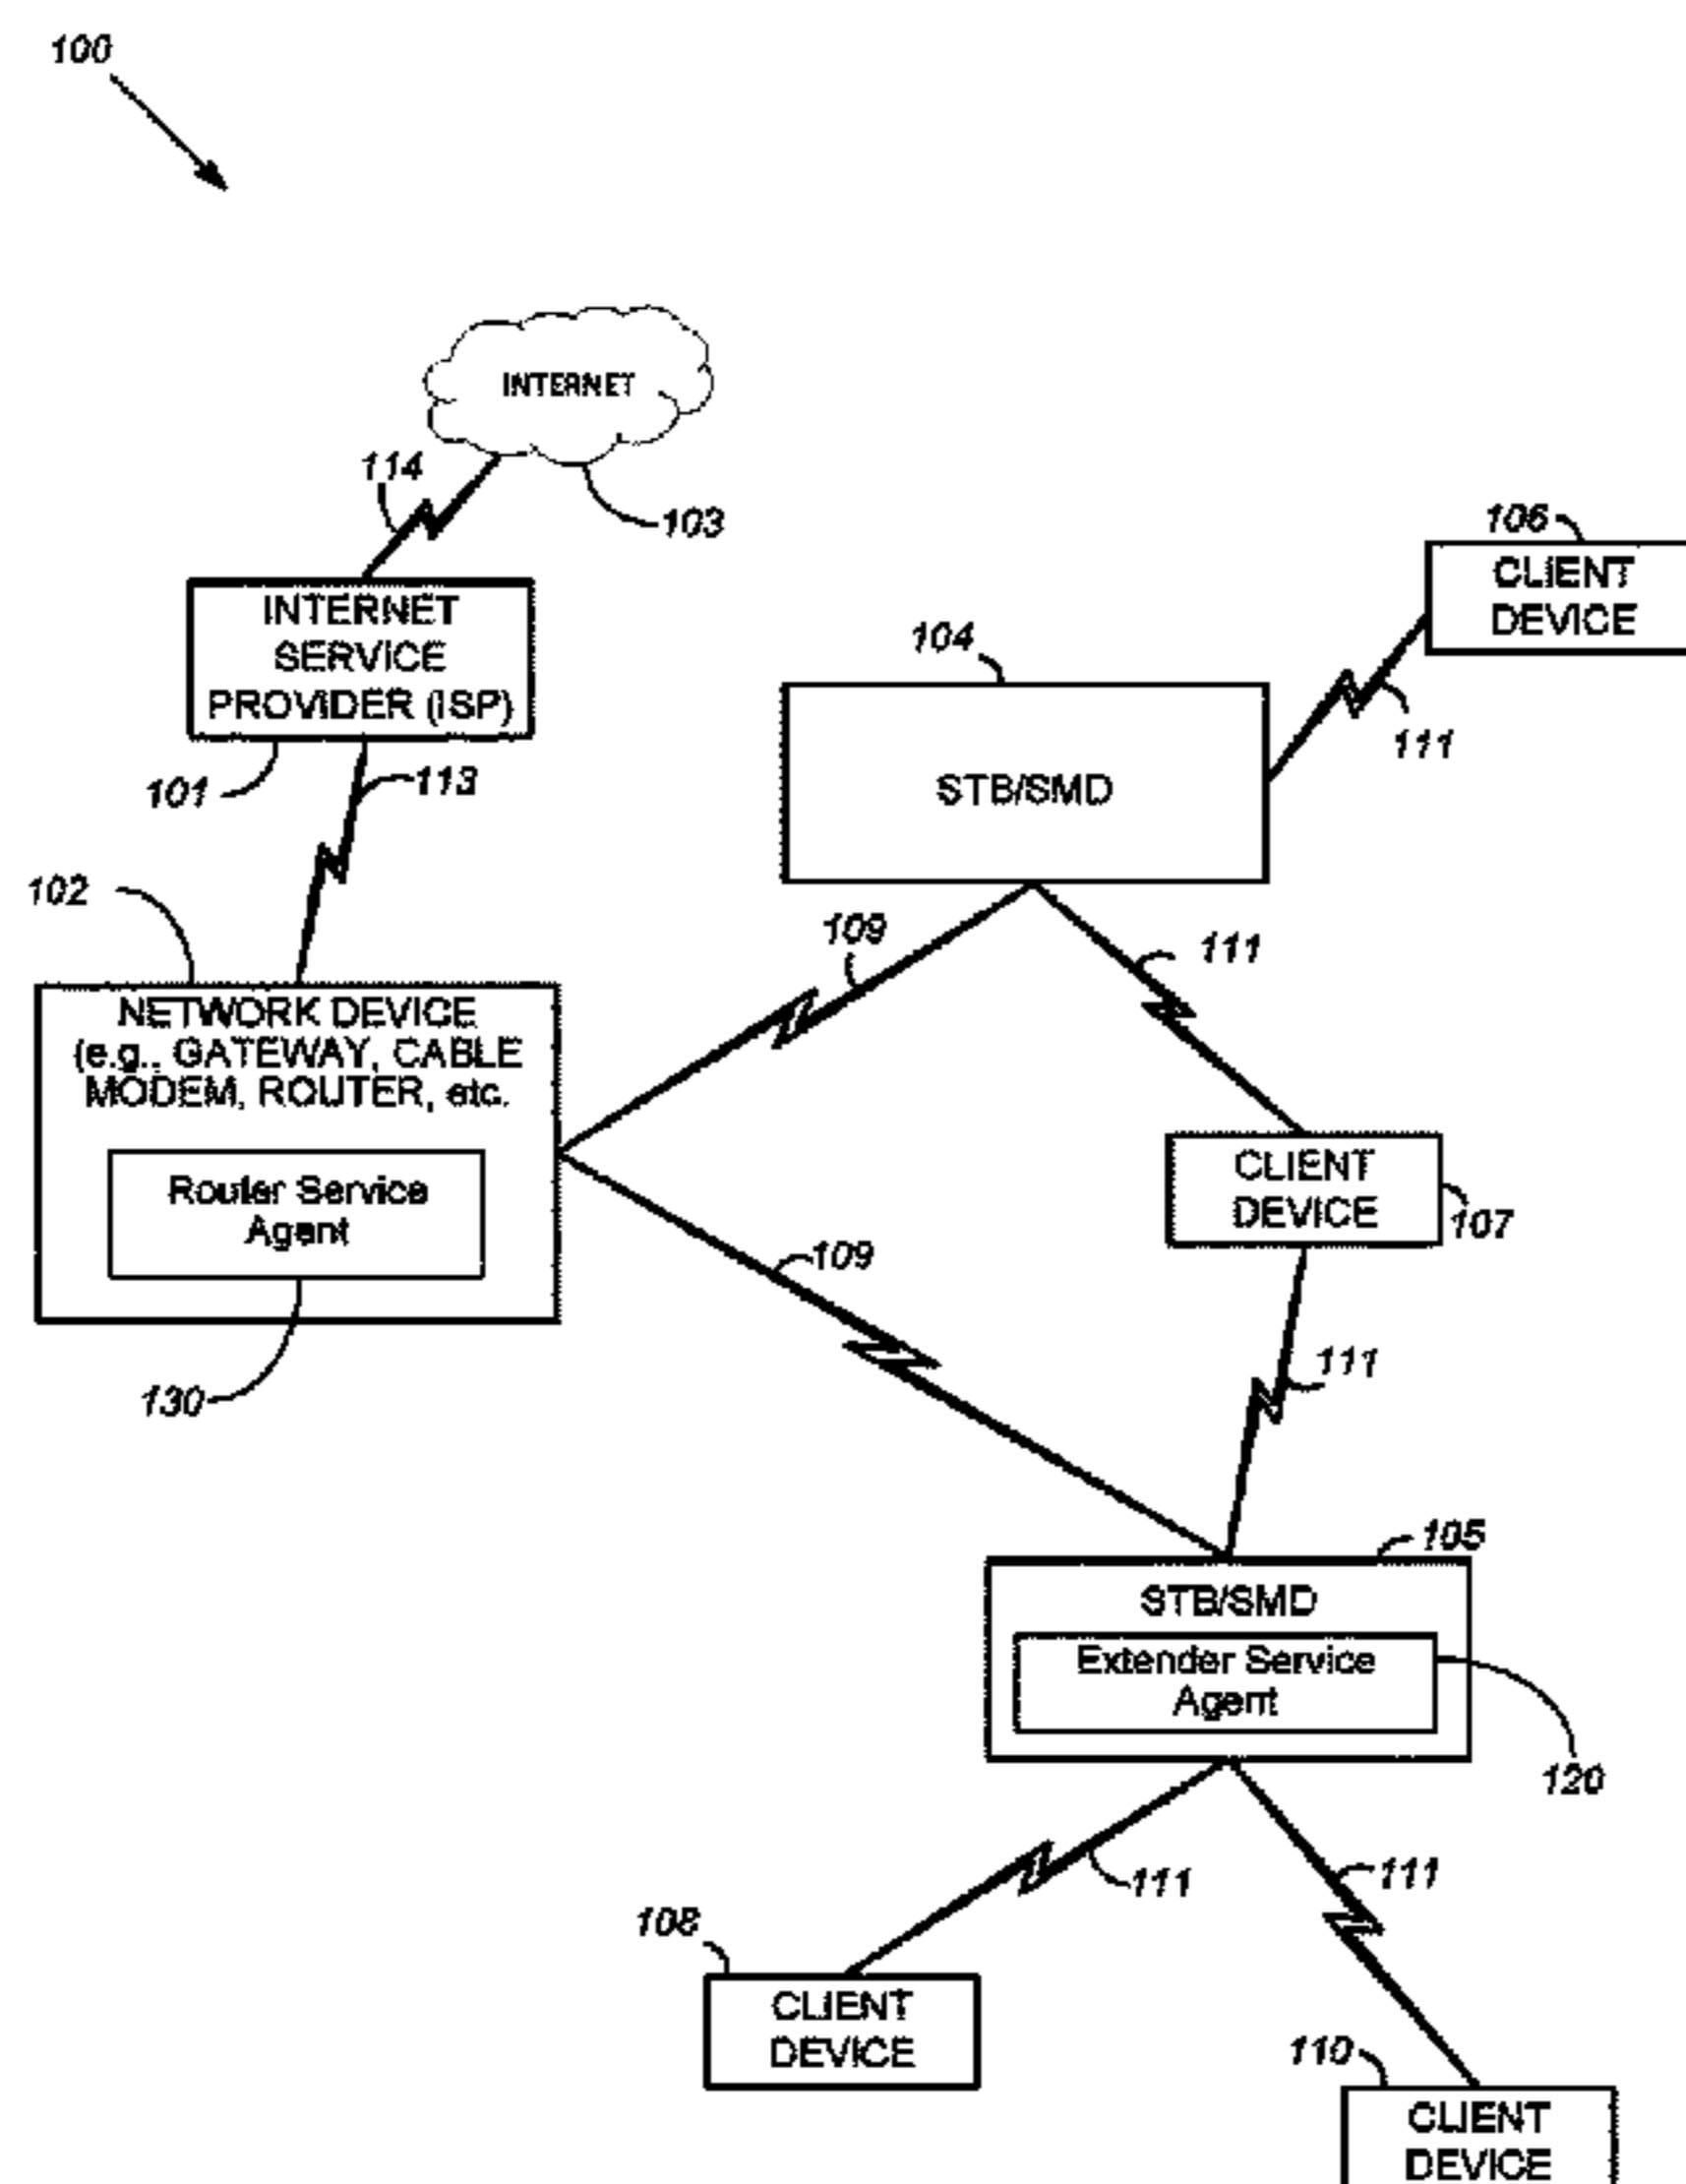 100
INTERNET
114
103
106
CLIENT
DEVICE
INTERNET
SERVICE
PROVIDER (ISP)
104
111
STB/SMD
101
113
102
109
111
NETWORK DEVICE
(e.g., GATEWAY, CABLE
MODEM, ROUTER, etc.
Router Service
Agent
CLIENT
DEVICE
107
109
130
111
105
STB/SMD
Extender Service
Agent
120
111
111
108
CLIENT
DEVICE
110
CLIENT
DEVICE